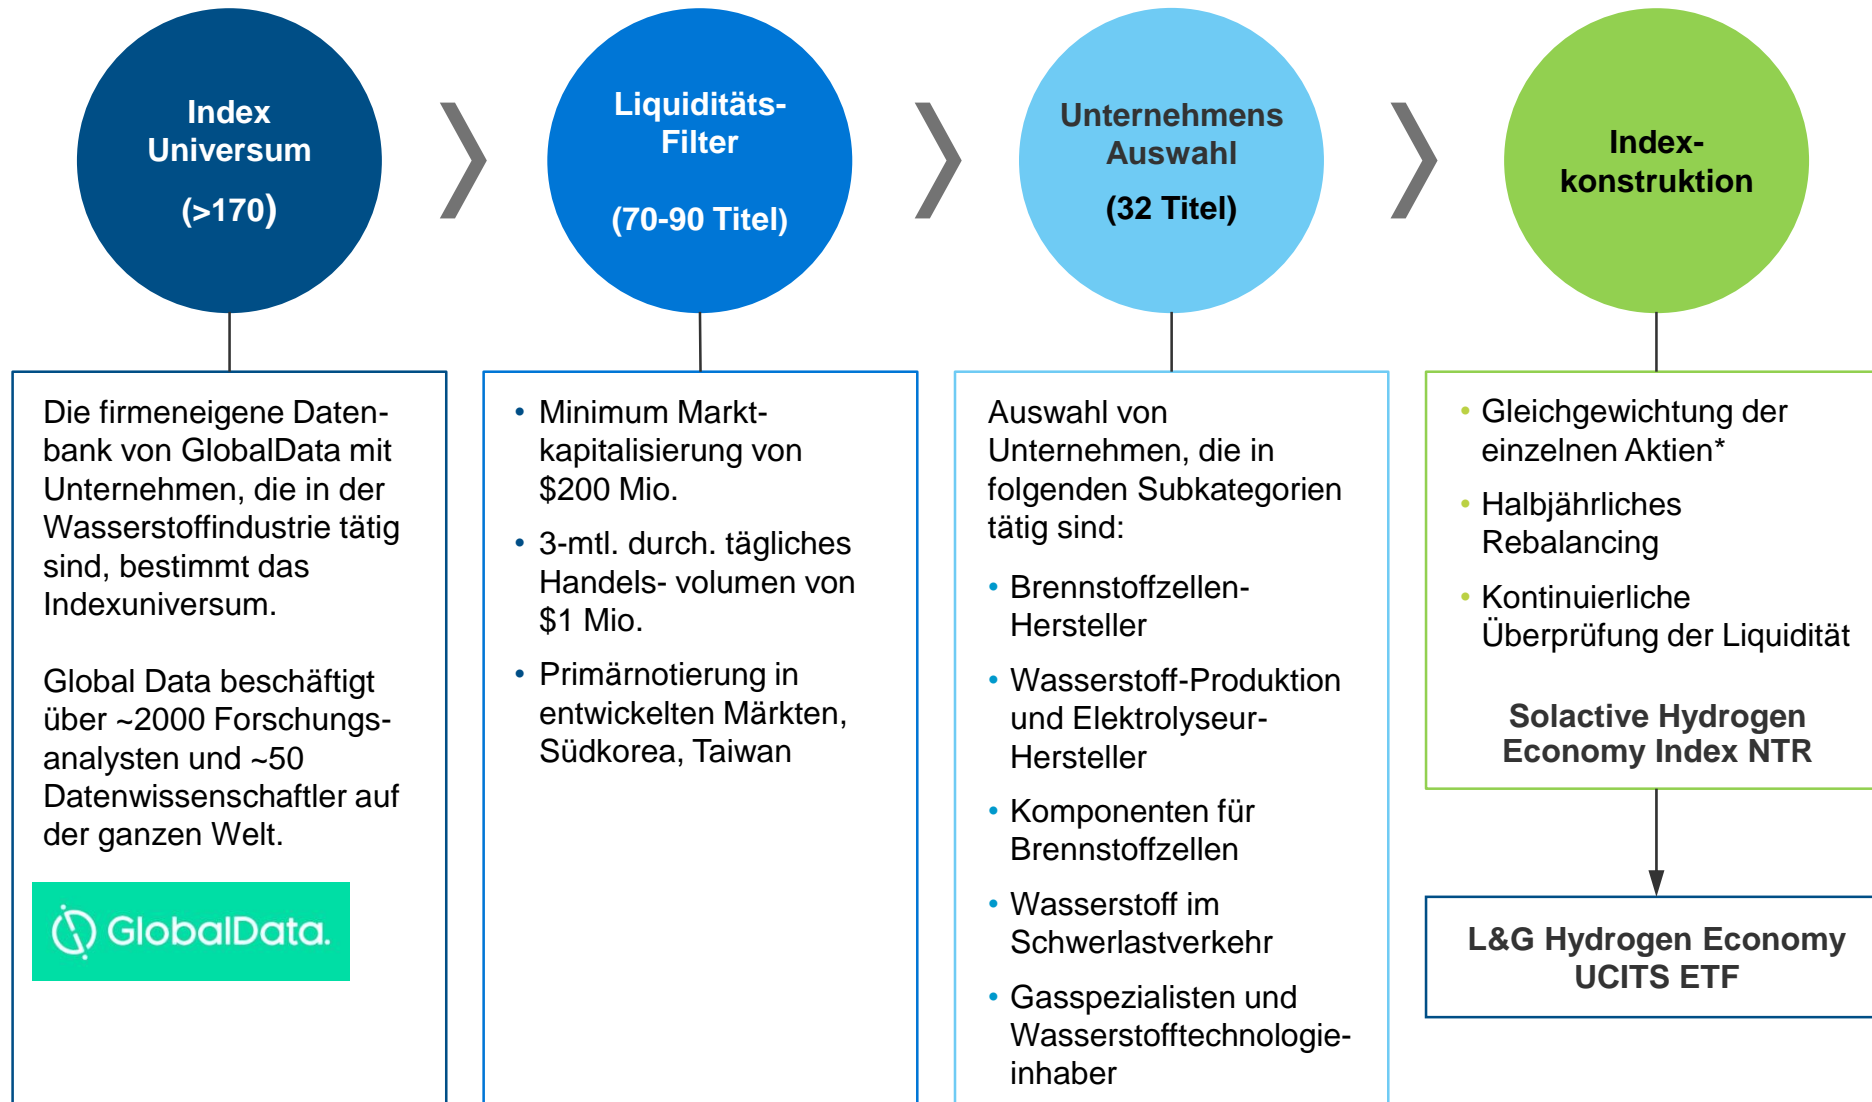 Index
Universum
(>170)
Liquiditäts-
Filter
(70-90 Titel)
Unternehmens
Auswahl
(32 Titel)
Index-
konstruktion
Die firmeneigene Daten-
bank von GlobalData mit
Unternehmen, die in der
Wasserstoffindustrie tätig
sind, bestimmt das
Indexuniversum.
Global Data beschäftigt
über ~2000 Forschungs-
analysten und ~50
Datenwissenschaftler auf
der ganzen Welt.
GlobalData.
• Minimum Markt-
kapitalisierung von
$200 Mio.
• 3-mtl. durch. tägliches
Handels- volumen von
$1 Mio.
• Primärnotierung in
entwickelten Märkten,
Südkorea, Taiwan
Auswahl von
Unternehmen, die in
folgenden Subkategorien
tätig sind:
• Brennstoffzellen-
Hersteller
• Wasserstoff-Produktion
und Elektrolyseur-
Hersteller
• Komponenten für
Brennstoffzellen
• Wasserstoff im
Schwerlastverkehr
• Gasspezialisten und
Wasserstofftechnologie-
inhaber
• Gleichgewichtung der
einzelnen Aktien*
• Halbjährliches
Rebalancing
• Kontinuierliche
Überprüfung der Liquidität
Solactive Hydrogen
Economy Index NTR
L&G Hydrogen Economy
UCITS ETF